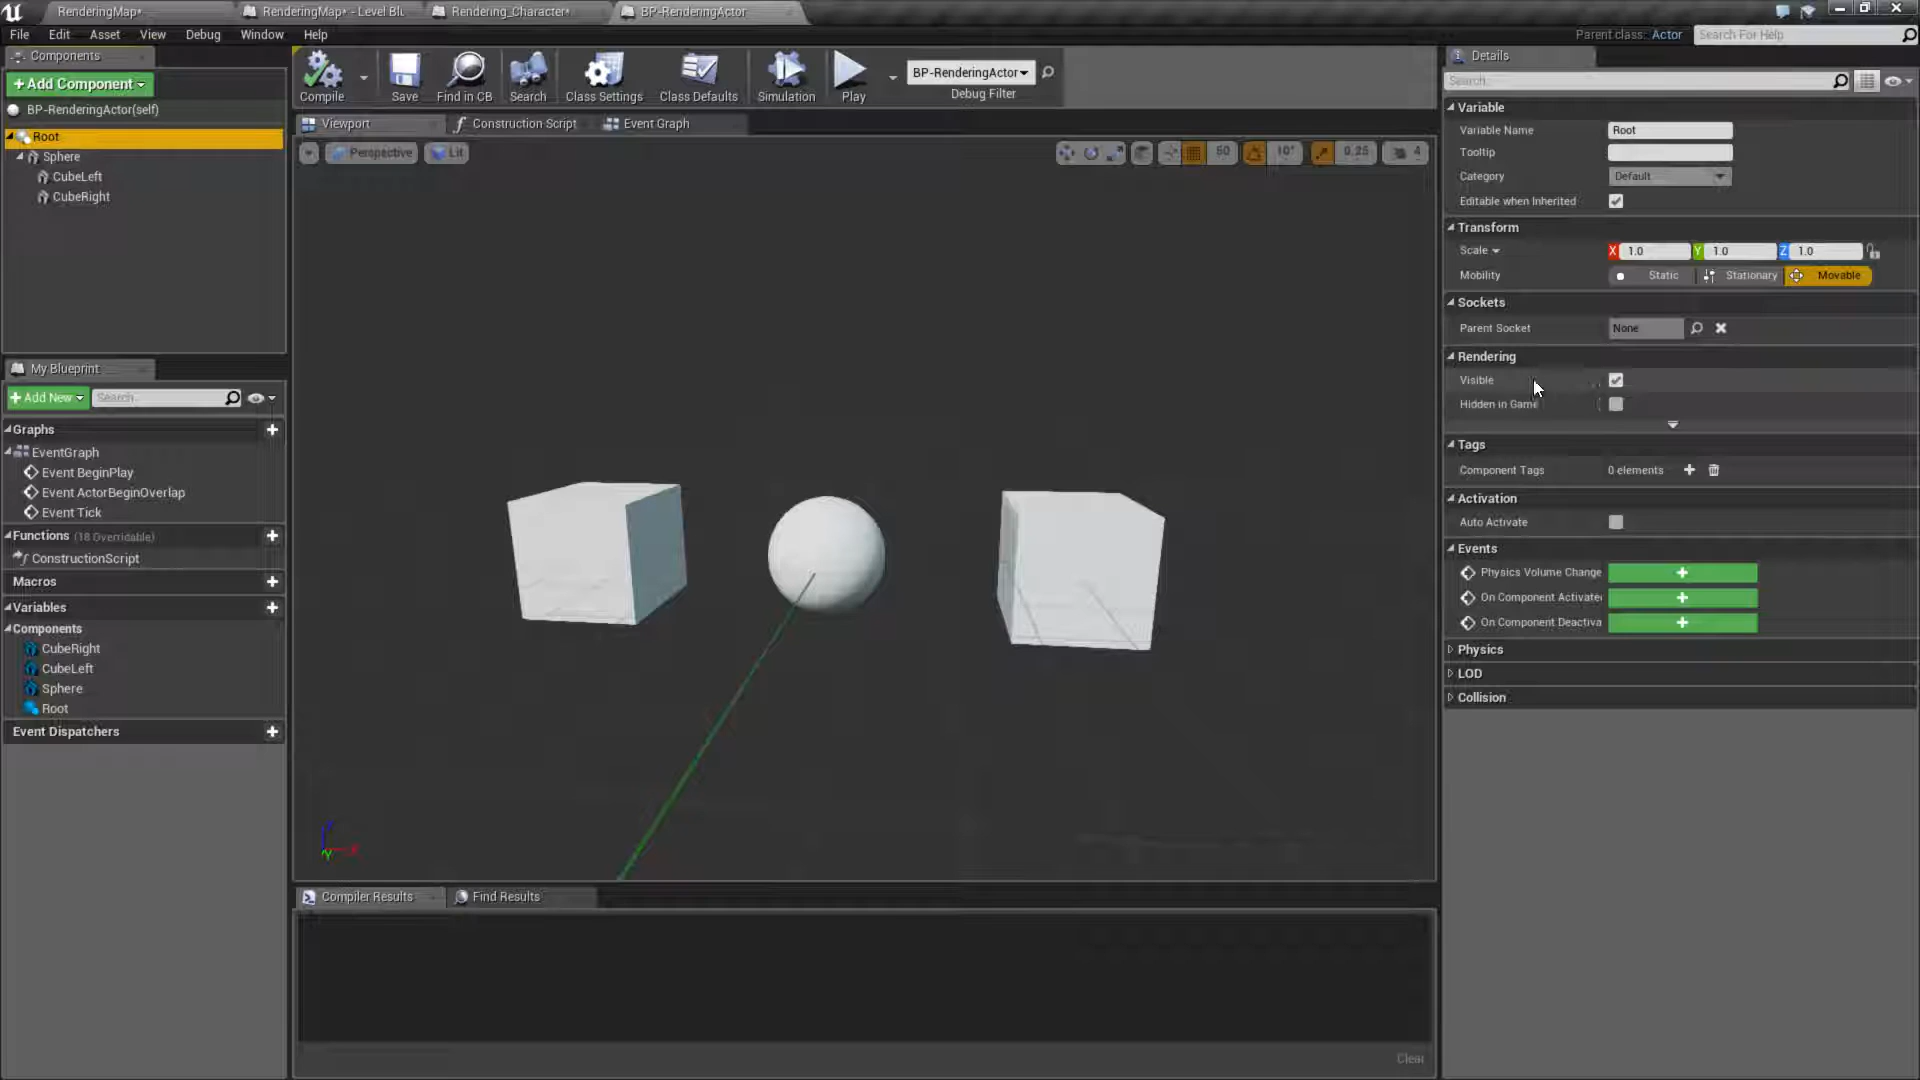 RenderingMap*
RenderingMap* - Level Blu
Rendering_Character*
BP-RenderingActor
File Edit Asset View Debug Window Help
Parent class: Actor
Search For Help
Components
+Add Component
BP-RenderingActor(self)
Root
Sphere
CubeLeft
CubeRight
My Blueprint
+Add New
Search
Graphs
EventGraph
Event BeginPlay
Event ActorBeginOverlap
Event Tick
Functions (18 Overridable)
ConstructionScript
Macros
Variables
Components
CubeRight
CubeLeft
Sphere
Root
Event Dispatchers
Compile
Save
Find in CB
Search
Class Settings
Class Defaults
Simulation
Play
BP-RenderingActor
Debug Filter
Viewport
Construction Script
Event Graph
Perspective
Lit
50
10°
0.25
4
Compiler Results
Find Results
Clear
Details
Search
Variable
Variable Name Root
Tooltip
Category Default
Editable when Inherited
Transform
Scale X 1.0 Y 1.0 Z 1.0
Mobility Static Stationary Movable
Sockets
Parent Socket None
Rendering
Visible
Hidden in Game
Tags
Component Tags 0 elements
Activation
Auto Activate
Events
Physics Volume Change
On Component Activate
On Component Deactiva
Physics
LOD
Collision